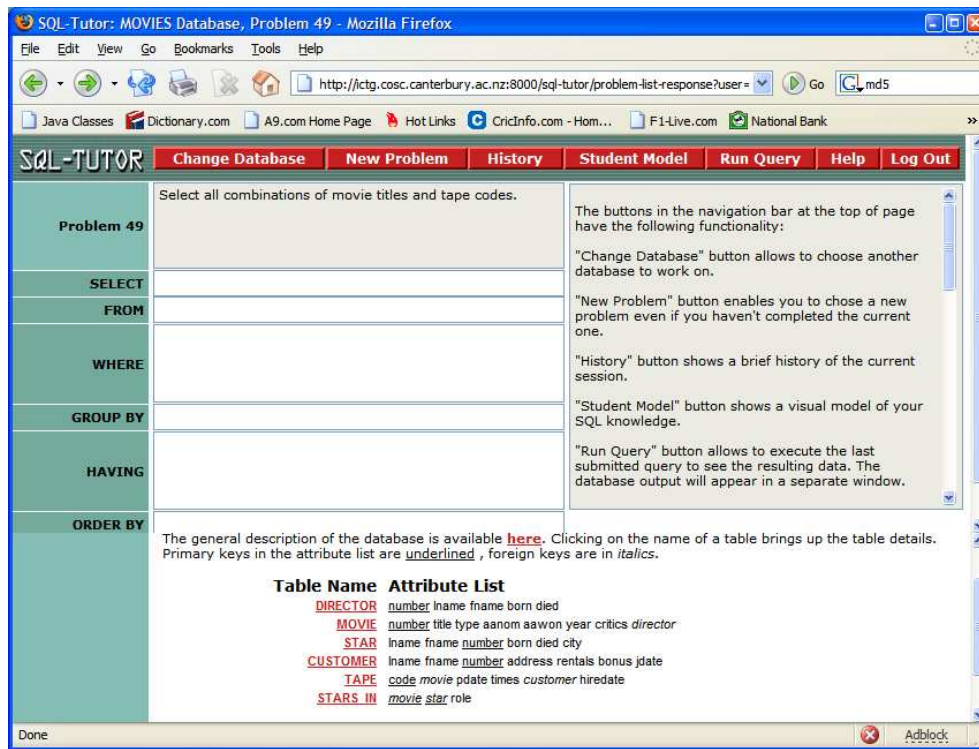 SQL-Tutor: MOVIES Database, Problem 49 - Mozilla Firefox
File Edit View Go Bookmarks Tools Help
http://ictg.cosc.canterbury.ac.nz:8000/sql-tutor/problem-list-response?user= Go G md5
Java Classes Dictionary.com A9.com Home Page Hot Links CricInfo.com - Hom... F1-Live.com National Bank »
SQL-TUTOR Change Database New Problem History Student Model Run Query Help Log Out
Problem 49
Select all combinations of movie titles and tape codes.
SELECT
FROM
WHERE
GROUP BY
HAVING
ORDER BY
The buttons in the navigation bar at the top of page
have the following functionality:
"Change Database" button allows to choose another
database to work on.
"New Problem" button enables you to chose a new
problem even if you haven't completed the current
one.
"History" button shows a brief history of the current
session.
"Student Model" button shows a visual model of your
SQL knowledge.
"Run Query" button allows to execute the last
submitted query to see the resulting data. The
database output will appear in a separate window.
The general description of the database is available here. Clicking on the name of a table brings up the table details.
Primary keys in the attribute list are underlined , foreign keys are in italics.
Table Name Attribute List
DIRECTOR number lname fname born died
MOVIE number title type aanom aawon year critics director
STAR lname fname number born died city
CUSTOMER lname fname number address rentals bonus jdate
TAPE code movie pdate times customer hiredate
STARS_IN movie star role
Done Adblock